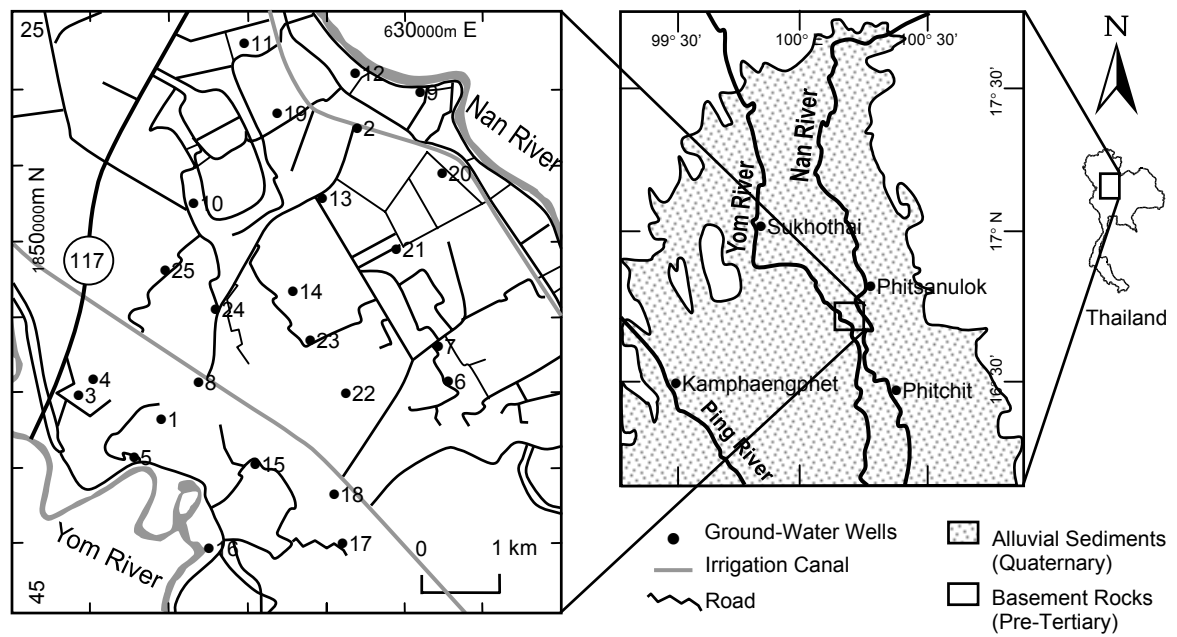 25
630000m E
11
12
9
19
2
Nan River
20
1850000m N
10
13
117
21
25
14
24
23
7
4
3
8
22
6
1
5
15
18
16
17
Yom River
0 1 km
45
99° 30'
100° E
100° 30'
17° 30'
Nan River
Yom River
Sukhothai
17° N
Phitsanulok
Kamphaengphet
Phitchit
16° 30'
Ping River
N
Thailand
Ground-Water Wells
Irrigation Canal
Road
Alluvial Sediments
(Quaternary)
Basement Rocks
(Pre-Tertiary)